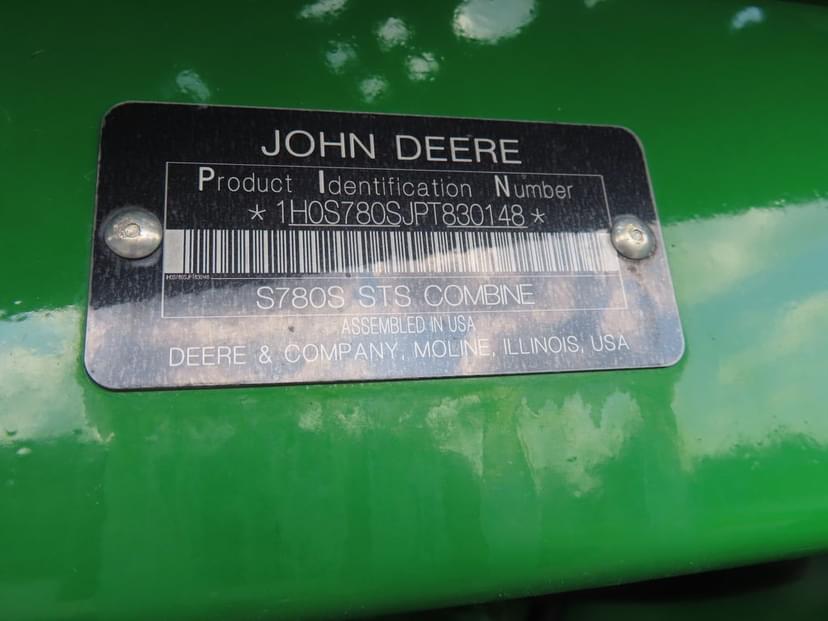 JOHN DEERE
Product Identification Number
*1H0S780SJPT830148*
S780S STS COMBINE
ASSEMBLED IN USA
DEERE & COMPANY, MOLINE, ILLINOIS, USA